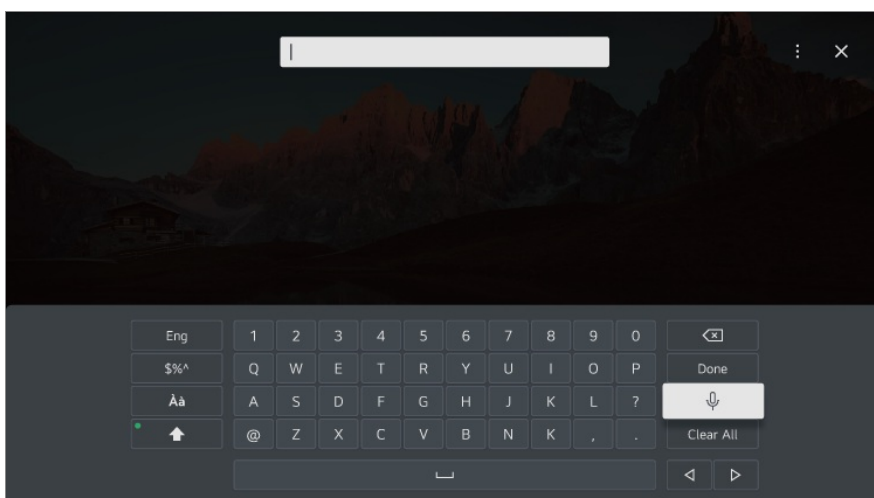 Eng 1 2 3 4 5 6 7 8 9 0
$%^ Q W E T R Y U I O P Done
Àà A S D F G H J K L ?
@ Z X C V B N K , . Clear All